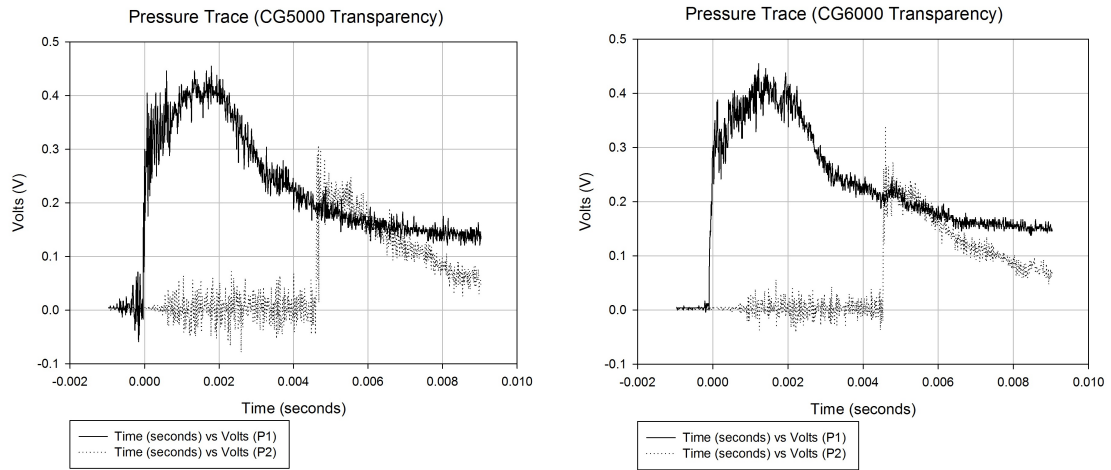 Pressure Trace (CG5000 Transparency)
0.5
0.4
0.3
0.2
0.1
0.0
-0.1
Volts (V)
-0.002 0.000 0.002 0.004 0.006 0.008 0.010
Time (seconds)
Time (seconds) vs Volts (P1)
Time (seconds) vs Volts (P2)
Pressure Trace (CG6000 Transparency)
0.5
0.4
0.3
0.2
0.1
0.0
-0.1
Volts (V)
-0.002 0.000 0.002 0.004 0.006 0.008 0.010
Time (seconds)
Time (seconds) vs Volts (P1)
Time (seconds) vs Volts (P2)